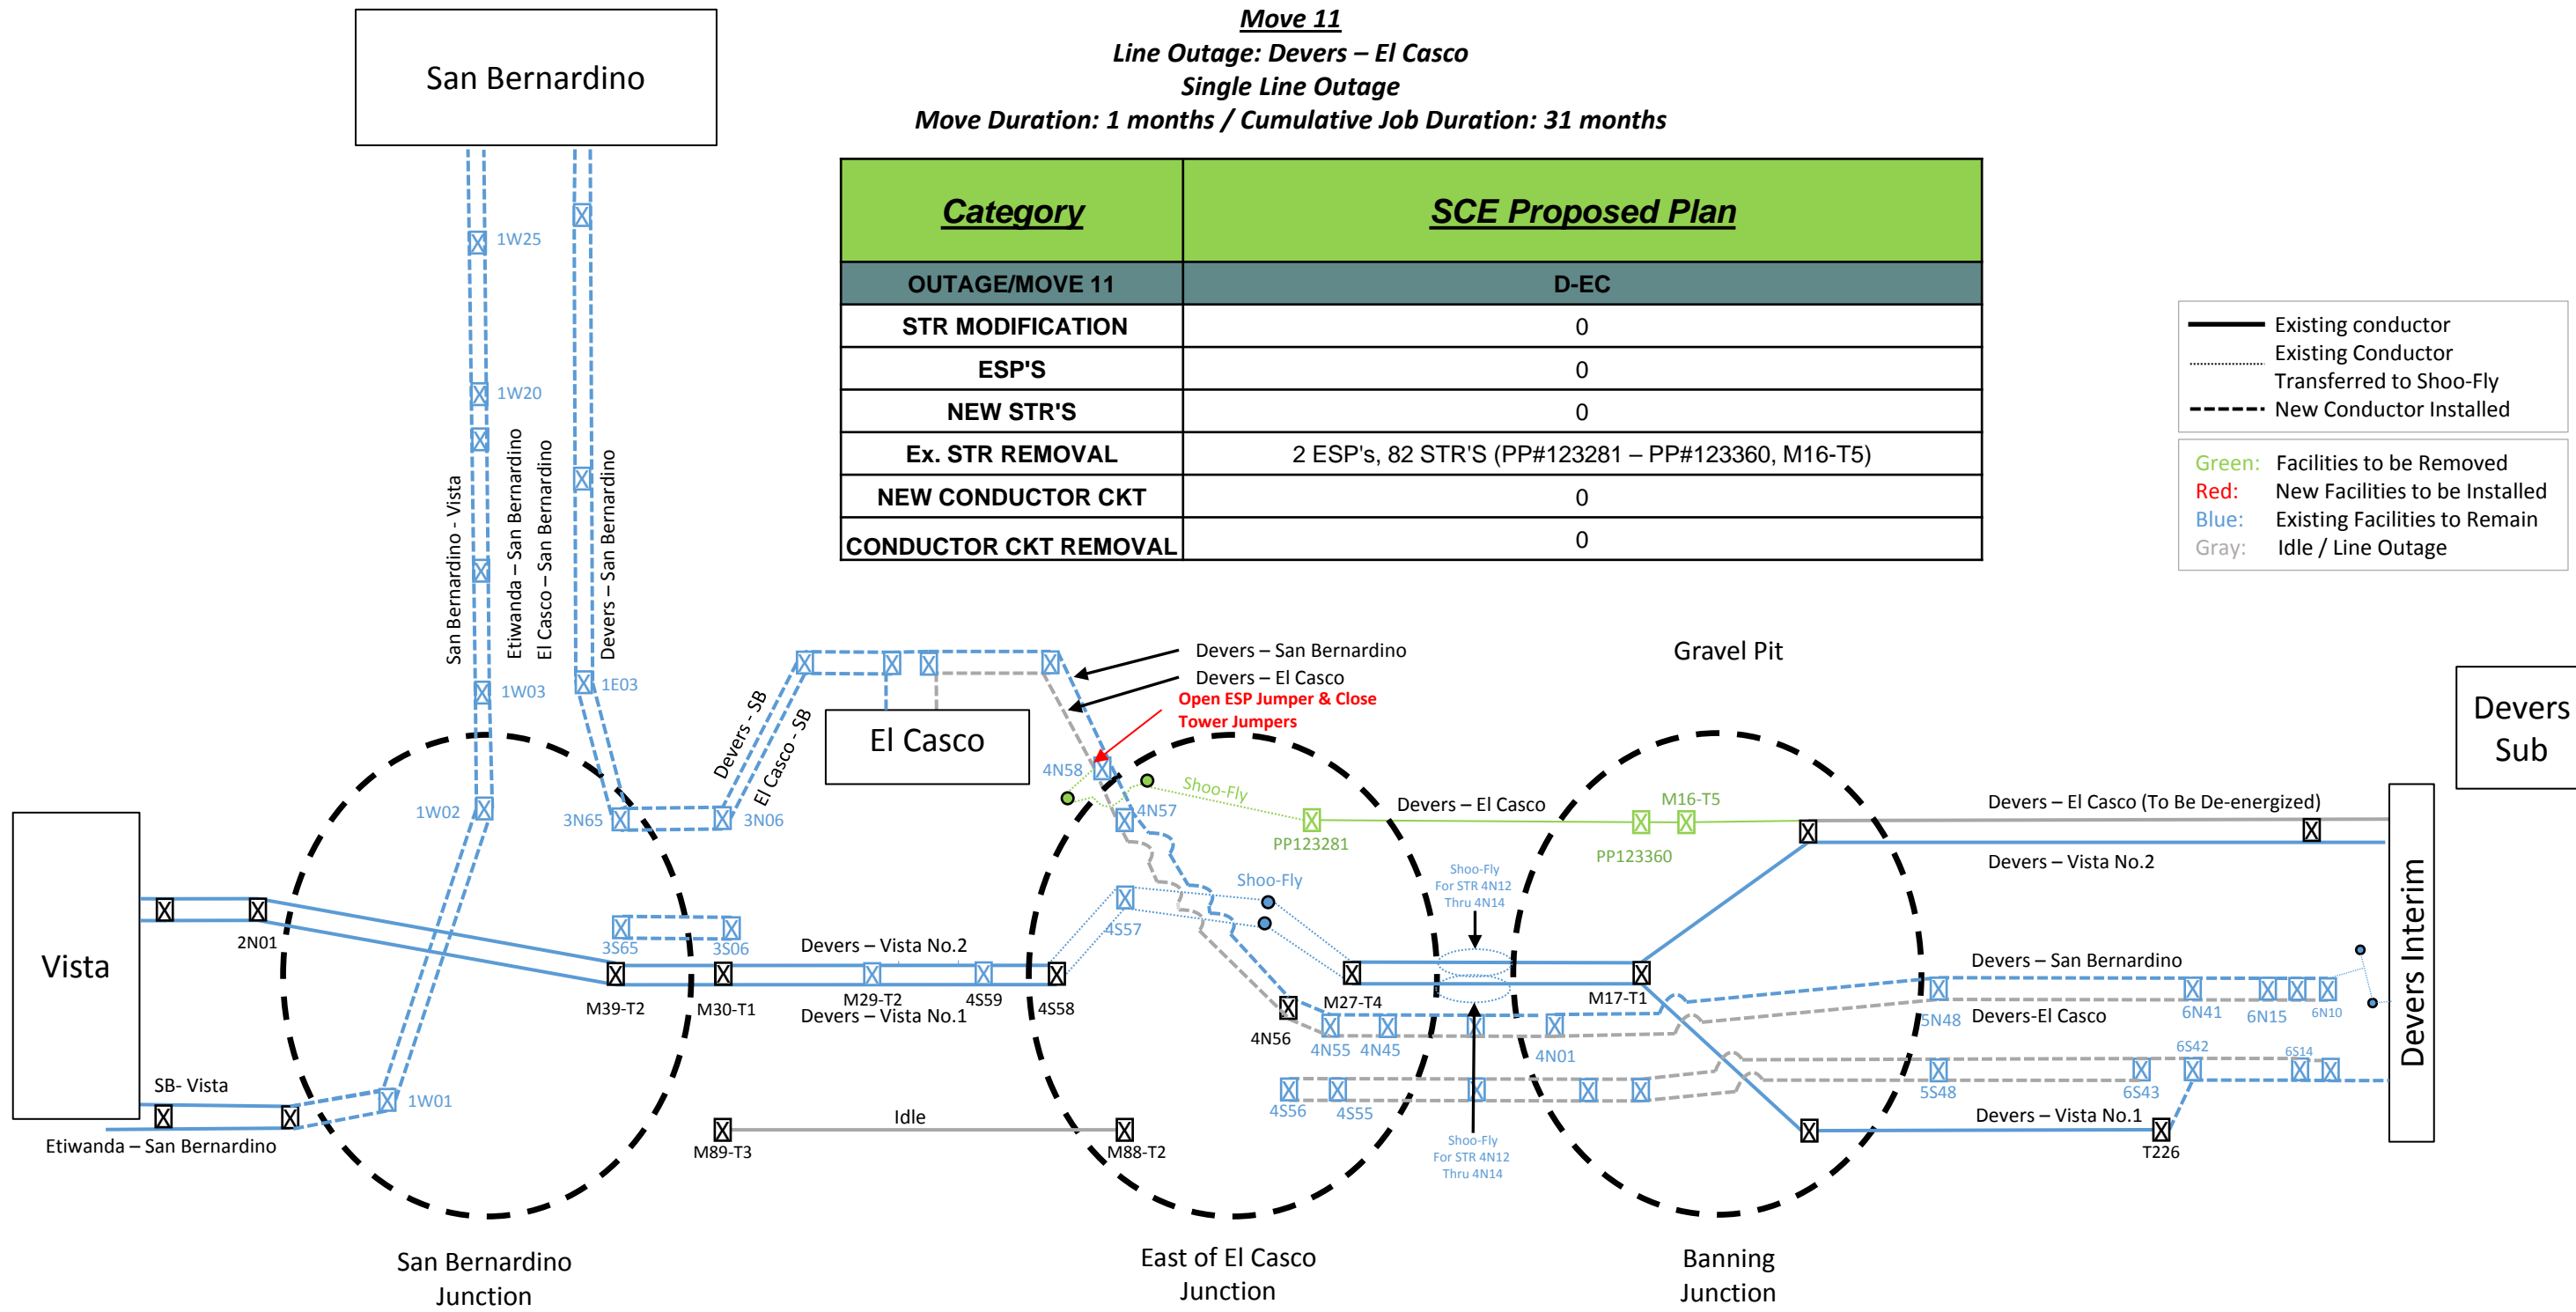 Move 11
Line Outage: Devers – El Casco
Single Line Outage
Move Duration: 1 months / Cumulative Job Duration: 31 months
San Bernardino
Category
SCE Proposed Plan
OUTAGE/MOVE 11
D-EC
STR MODIFICATION
0
ESP'S
0
NEW STR'S
0
Ex. STR REMOVAL
2 ESP's, 82 STR'S (PP#123281 – PP#123360, M16-T5)
NEW CONDUCTOR CKT
0
CONDUCTOR CKT REMOVAL
0
Existing conductor
Existing Conductor
Transferred to Shoo-Fly
New Conductor Installed
Green: Facilities to be Removed
Red: New Facilities to be Installed
Blue: Existing Facilities to Remain
Gray: Idle / Line Outage
1W25
1W20
San Bernardino - Vista
Etiwanda – San Bernardino
El Casco – San Bernardino
Devers – San Bernardino
1W03
1E03
1W02
3N65
3N06
Devers - SB
El Casco - SB
El Casco
Devers – San Bernardino
Devers – El Casco
Open ESP Jumper & Close
Tower Jumpers
Gravel Pit
Devers
Sub
4N58
4N57
Shoo-Fly
PP123281
Devers – El Casco
M16-T5
PP123360
Devers – El Casco (To Be De-energized)
Devers – Vista No.2
Devers Interim
Vista
2N01
3S65
3S06
M39-T2
M30-T1
Devers – Vista No.2
M29-T2
4S59
Devers – Vista No.1
4S58
4S57
Shoo-Fly
Shoo-Fly
For STR 4N12
Thru 4N14
M27-T4
M17-T1
4N56
4N55
4N45
4N01
Devers – San Bernardino
5N48
Devers-El Casco
6N41
6N15
6N10
4S56
4S55
5S48
6S43
6S42
6S14
Devers – Vista No.1
T226
Shoo-Fly
For STR 4N12
Thru 4N14
SB- Vista
1W01
Etiwanda – San Bernardino
Idle
M89-T3
M88-T2
San Bernardino
Junction
East of El Casco
Junction
Banning
Junction